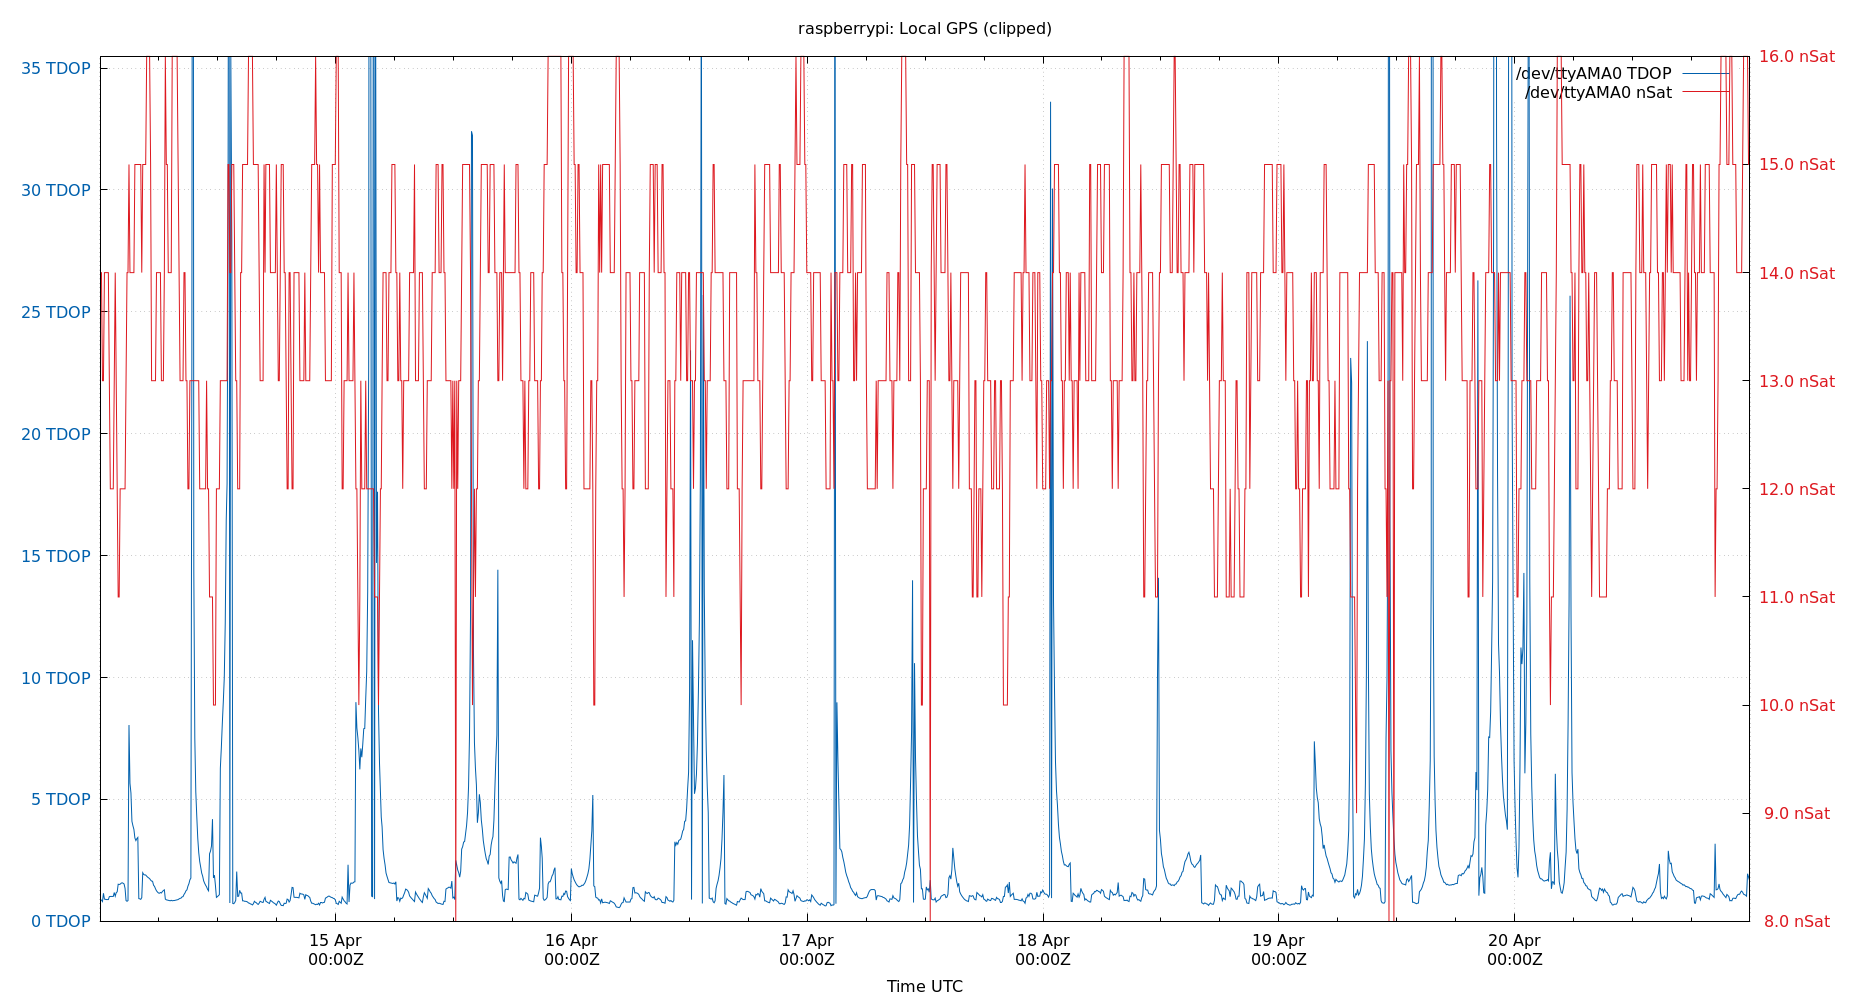 raspberrypi: Local GPS (clipped)
35 TDOP
30 TDOP
25 TDOP
20 TDOP
15 TDOP
10 TDOP
5 TDOP
0 TDOP
16.0 nSat
15.0 nSat
14.0 nSat
13.0 nSat
12.0 nSat
11.0 nSat
10.0 nSat
9.0 nSat
8.0 nSat
/dev/ttyAMA0 TDOP
/dev/ttyAMA0 nSat
15 Apr
00:00Z
16 Apr
00:00Z
17 Apr
00:00Z
18 Apr
00:00Z
19 Apr
00:00Z
20 Apr
00:00Z
Time UTC